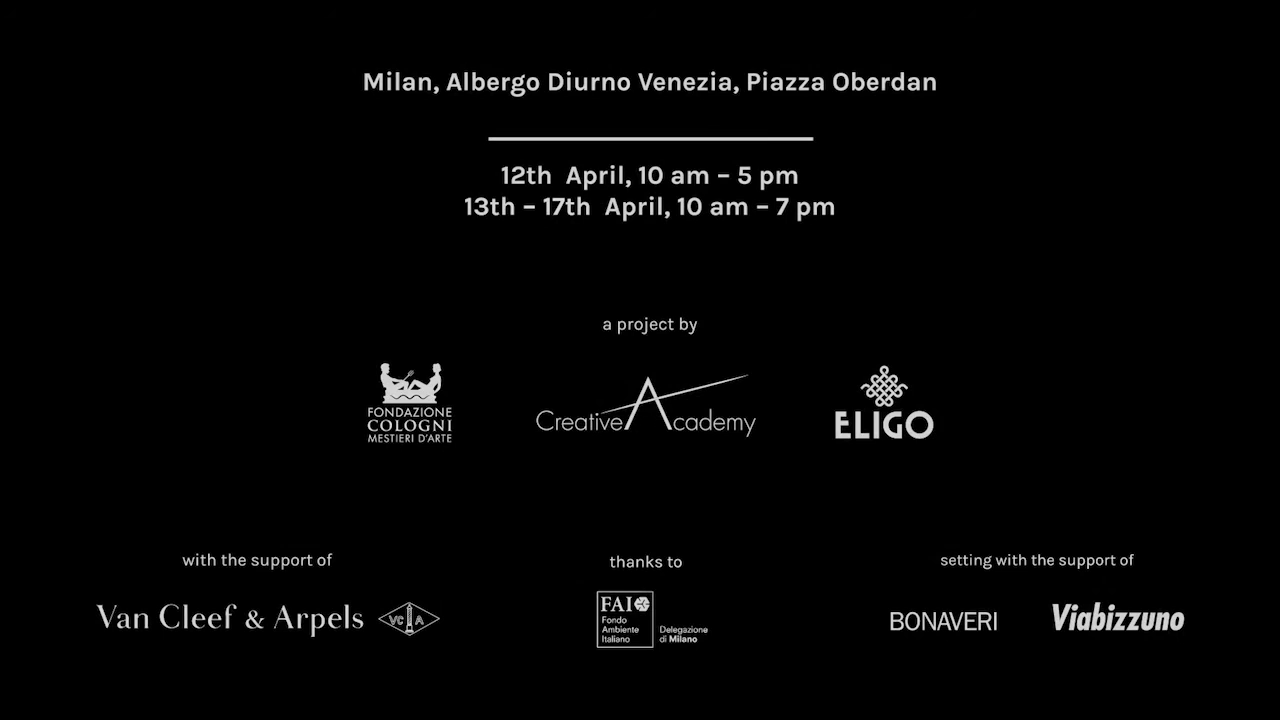 Milan, Albergo Diurno Venezia, Piazza Oberdan
12th April, 10 am – 5 pm
13th – 17th April, 10 am – 7 pm
a project by
FONDAZIONE
COLOGNI
MESTIERI D'ARTE
Creative Academy
ELIGO
with the support of
Van Cleef & Arpels VC A
thanks to
FAI
Fondo
Ambiente
Italiano
Delegazione
di Milano
setting with the support of
BONAVERI
Viabizzuno